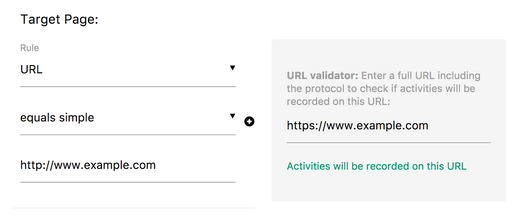 Target Page:
Rule
URL
equals simple
http://www.example.com
URL validator: Enter a full URL including
the protocol to check if activities will be
recorded on this URL:
https://www.example.com
Activities will be recorded on this URL